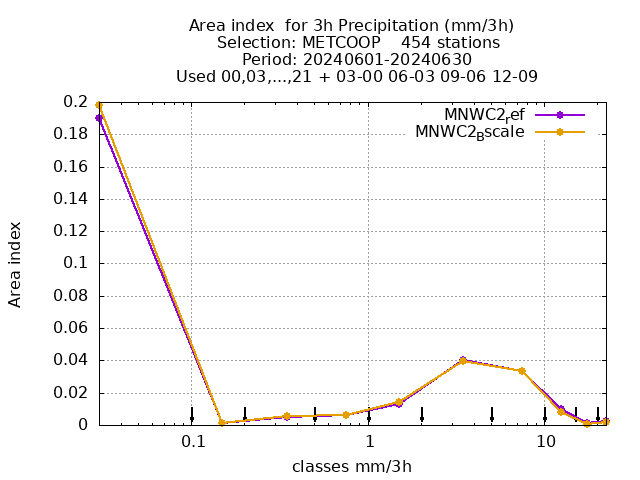 Area index  for 3h Precipitation (mm/3h)
Selection: METCOOP    454 stations
Period: 20240601-20240630
Used 00,03,...,21 + 03-00 06-03 09-06 12-09
MNWC2ref
MNWC2Bscale
0.2
0.18
0.16
0.14
0.12
0.1
0.08
0.06
0.04
0.02
0
Area index
0.1 1 10
classes mm/3h